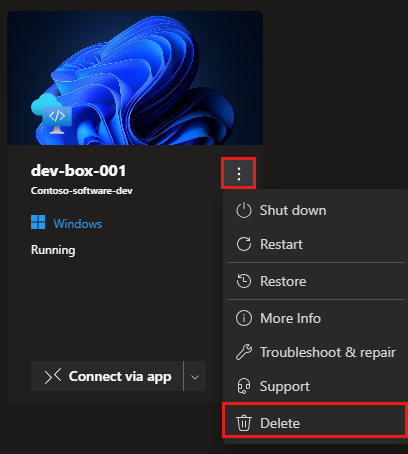 dev-box-001
Contoso-software-dev
Windows
Running
Connect via app
Shut down
Restart
Restore
More Info
Troubleshoot & repair
Support
Delete